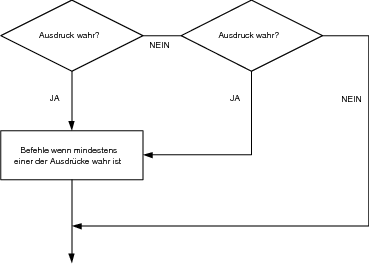 Ausdruck wahr?
NEIN
Ausdruck wahr?
JA
JA
NEIN
Befehle wenn mindestens
einer der Ausdrücke wahr ist